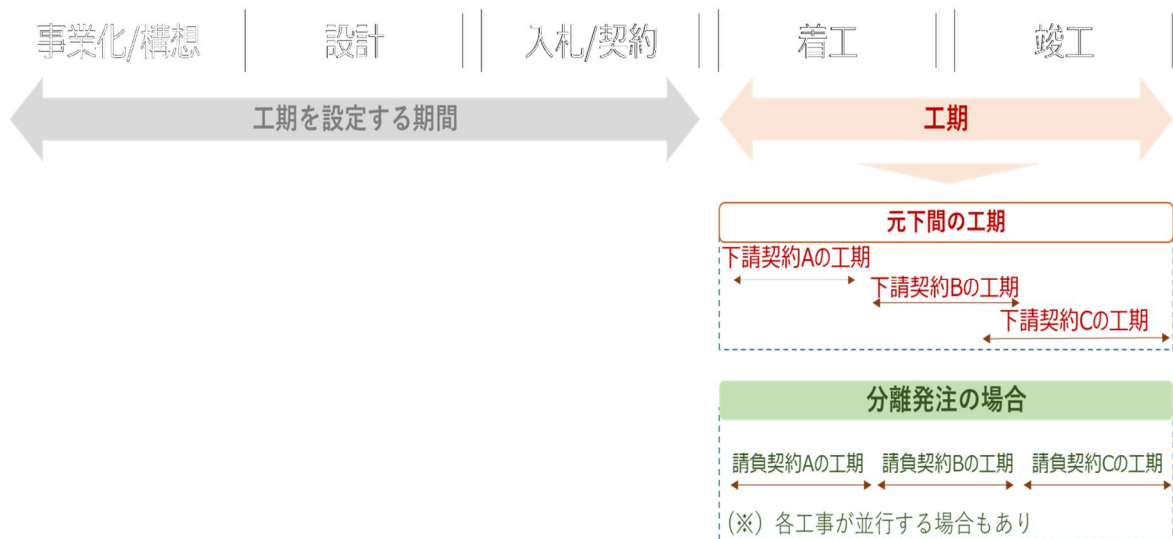 事業化/構想 設計 入札/契約 着工 竣工
工期を設定する期間 工期
元下間の工期
下請契約Aの工期
下請契約Bの工期
下請契約Cの工期
分離発注の場合
請負契約Aの工期 請負契約Bの工期 請負契約Cの工期
(※) 各工事が並行する場合もあり